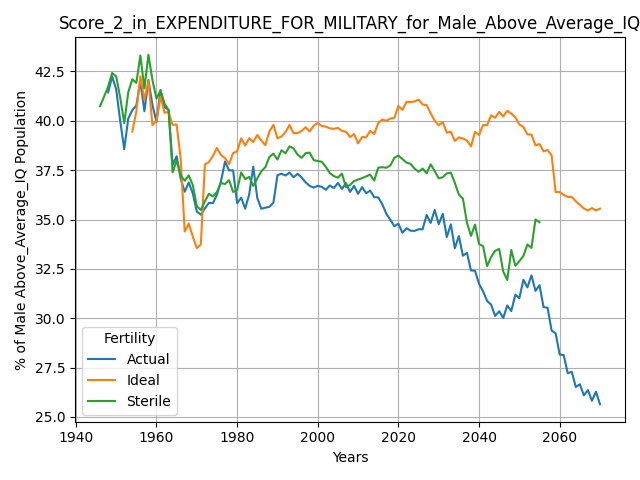 Score_2_in_EXPENDITURE_FOR_MILITARY_for_Male_Above_Average_IQ
% of Male Above_Average_IQ Population
42.5
40.0
37.5
35.0
32.5
30.0
27.5
25.0
Fertility
Actual
Ideal
Sterile
1940 1960 1980 2000 2020 2040 2060
Years